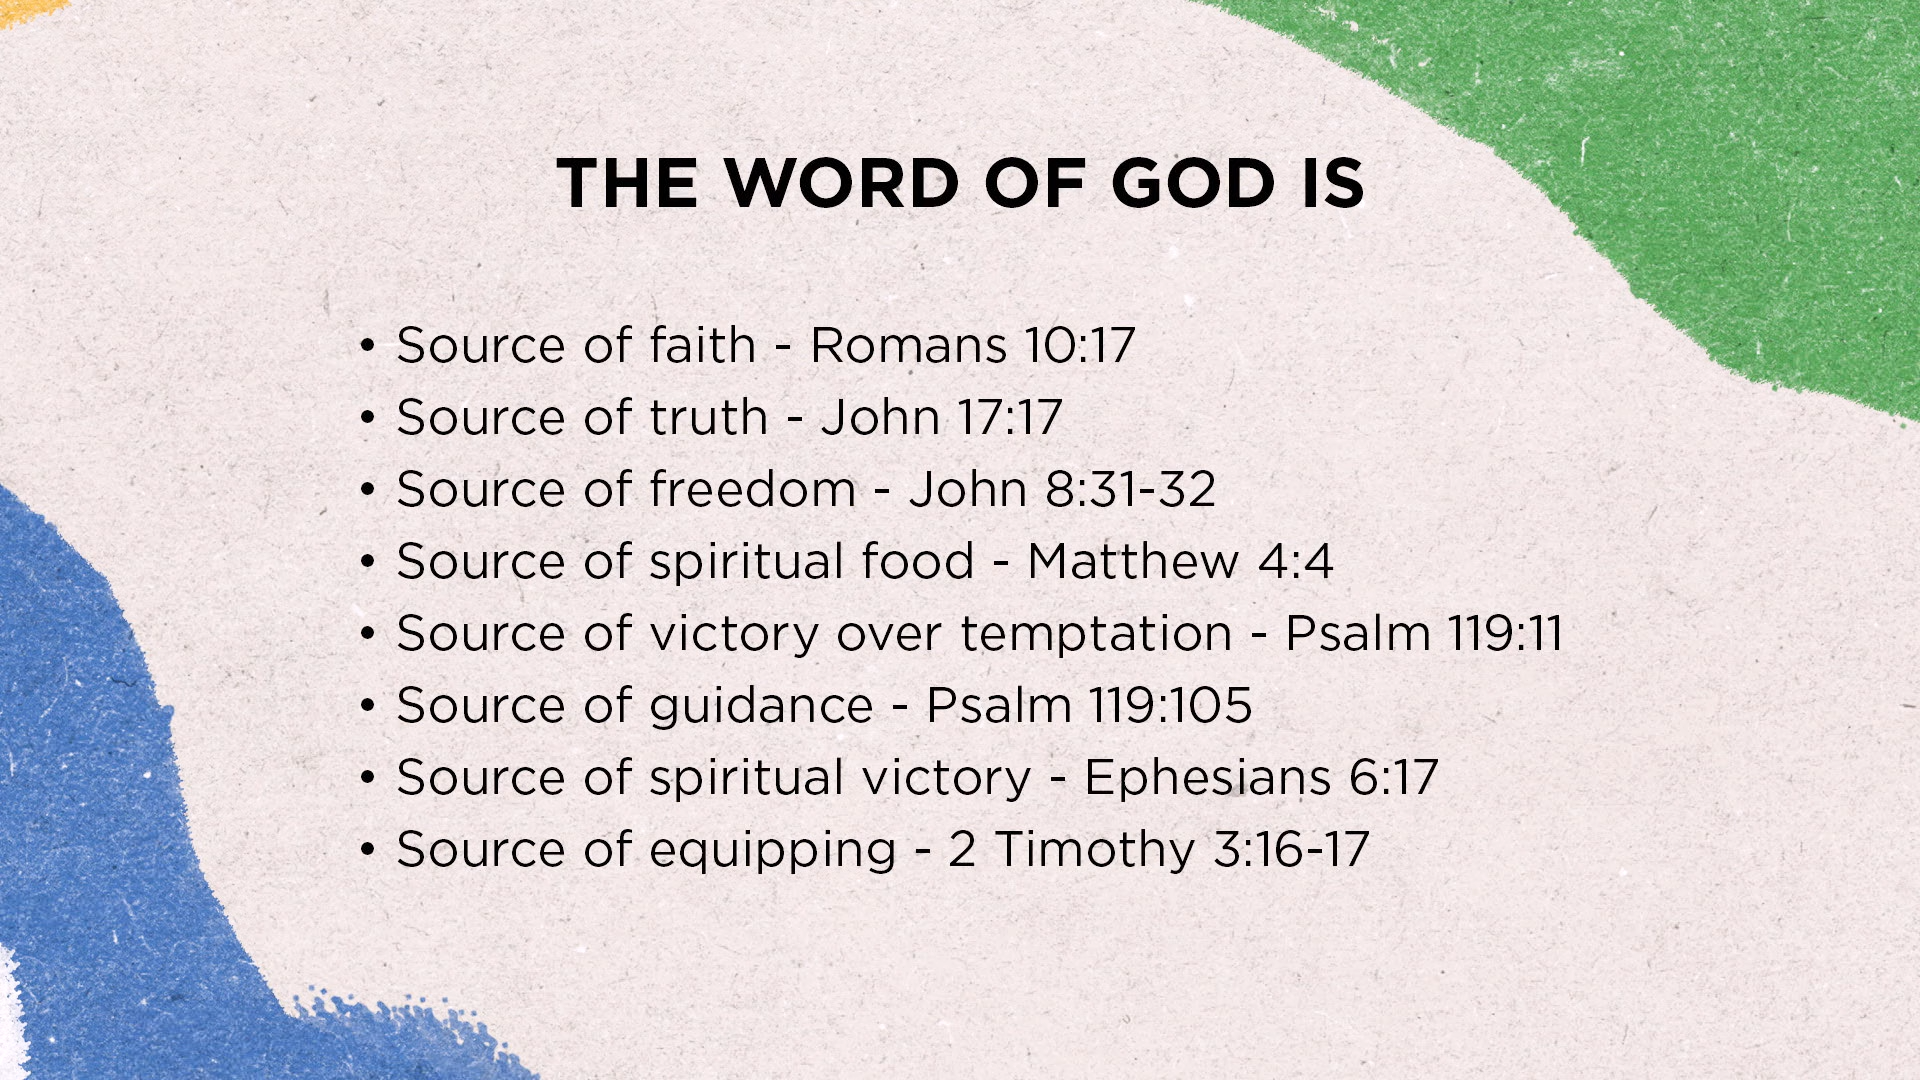 THE WORD OF GOD IS
• Source of faith - Romans 10:17
• Source of truth - John 17:17
• Source of freedom - John 8:31-32
• Source of spiritual food - Matthew 4:4
• Source of victory over temptation - Psalm 119:11
• Source of guidance - Psalm 119:105
• Source of spiritual victory - Ephesians 6:17
• Source of equipping - 2 Timothy 3:16-17